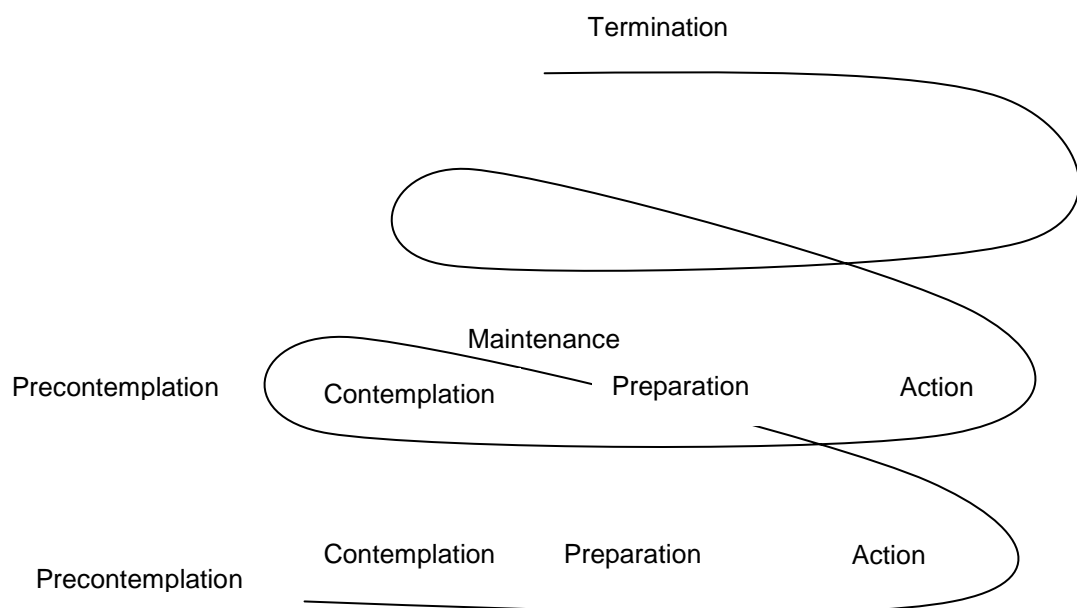 Termination
Maintenance
Precontemplation Contemplation Preparation Action
Contemplation Preparation Action
Precontemplation